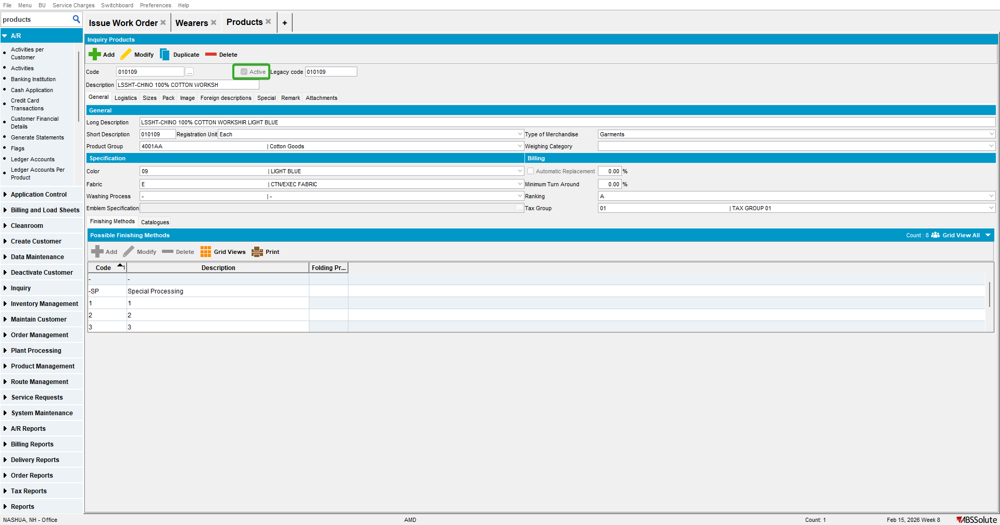 File Menu BU Service Charges Switchboard Preferences Help
products
Issue Work Order Wearers Products +
A/R
Activities per Customer
Activities
Banking Institution
Cash Application
Credit Card Transactions
Customer Financial Details
Generate Statements
Flags
Ledger Accounts
Ledger Accounts Per Product
Application Control
Billing and Load Sheets
Cleanroom
Create Customer
Data Maintenance
Deactivate Customer
Inquiry
Inventory Management
Maintain Customer
Order Management
Plant Processing
Product Management
Route Management
Service Requests
System Maintenance
A/R Reports
Billing Reports
Delivery Reports
Order Reports
Tax Reports
Reports
Inquiry Products
Add Modify Duplicate Delete
Code 010109 ... Active Legacy code 010109
Description LSSHT-CHINO 100% COTTON WORKSH
General Logistics Sizes Pack Image Foreign descriptions Special Remark Attachments
General
Long Description LSSHT-CHINO 100% COTTON WORKSHIR LIGHT BLUE
Short Description 010109 Registration Unit Each Type of Merchandise Garments
Product Group 4001AA | Cotton Goods Weighing Category
Specification Billing
Color 09 | LIGHT BLUE Automatic Replacement 0.00 %
Fabric E | CTN/EXEC FABRIC Minimum Turn Around 0.00 %
Washing Process - | - Ranking A
Emblem Specification ... Tax Group 01 | TAX GROUP 01
Finishing Methods Catalogues
Possible Finishing Methods Count : 8 Grid View All
Add Modify Delete Grid Views Print
Code 1 Description Folding Pr...
- -
-SP Special Processing
1 1
2 2
3 3
NASHUA, NH - Office AMD Count: 1 Feb 15, 2026 Week 8 ABSSolute